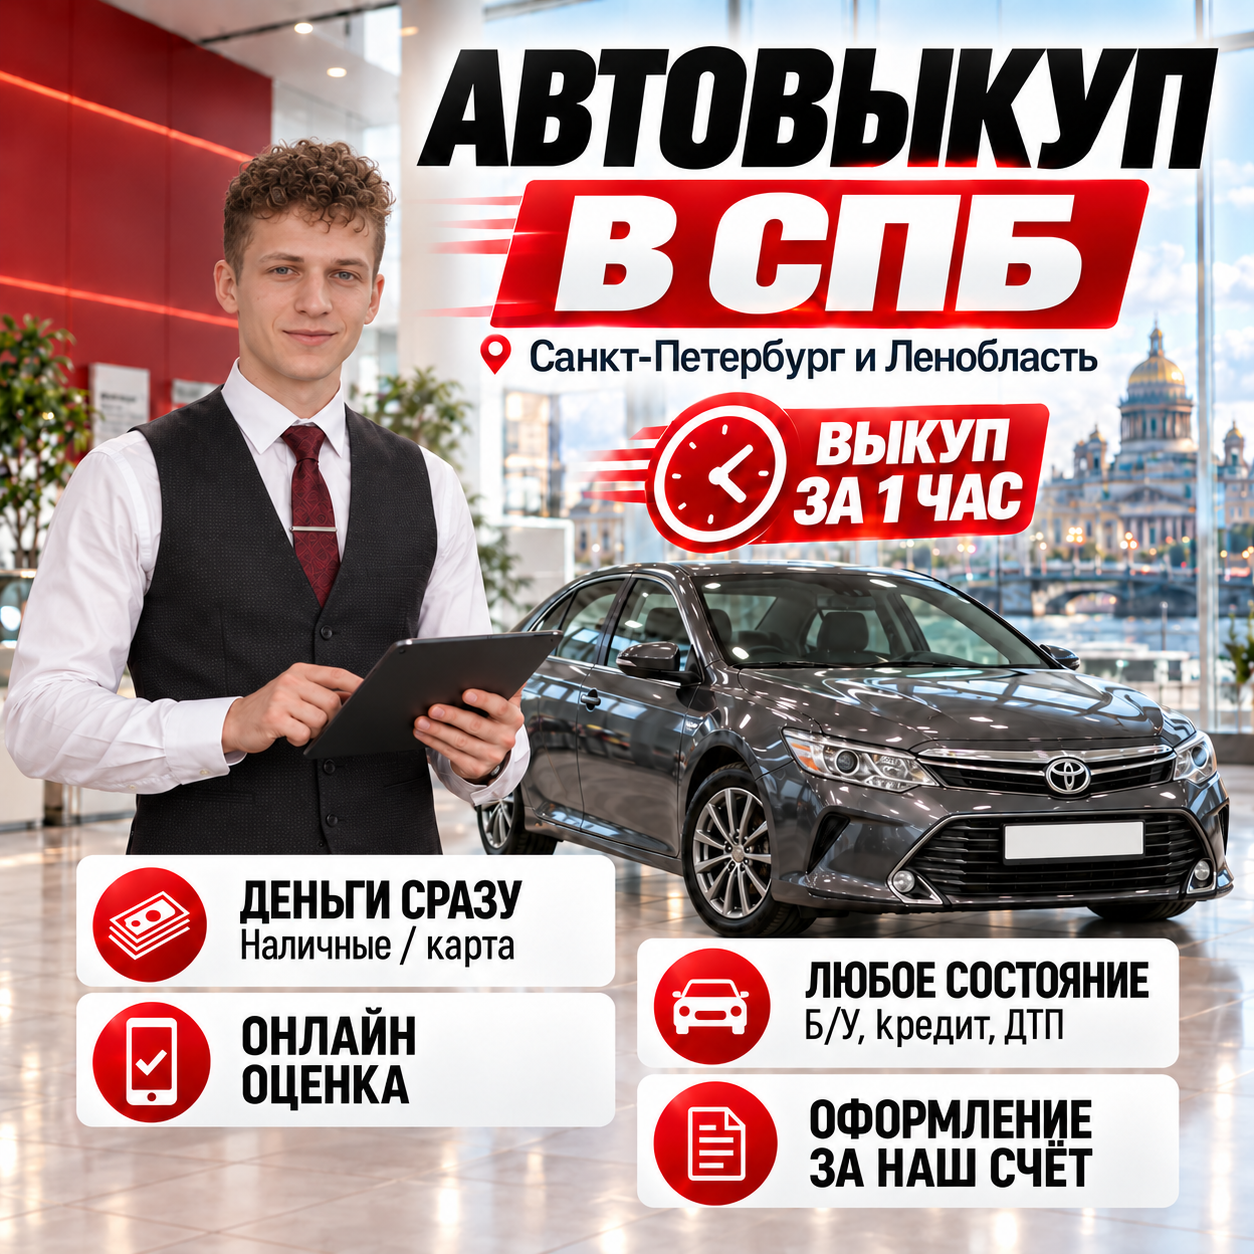 АВТОВЫКУП
В СПБ
Санкт-Петербург и Ленобласть
ВЫКУП
ЗА 1 ЧАС
ДЕНЬГИ СРАЗУ
Наличные / карта
ОНЛАЙН
ОЦЕНКА
ЛЮБОЕ СОСТОЯНИЕ
Б/У, кредит, ДТП
ОФОРМЛЕНИЕ
ЗА НАШ СЧЁТ